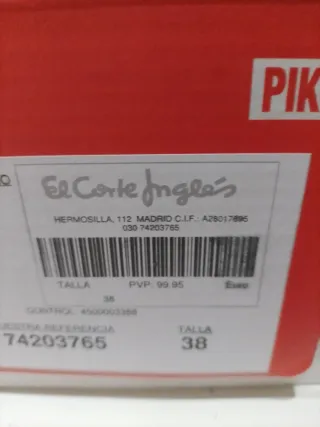 PIK
El Corte Inglés
HERMOSILLA, 112 MADRID C.I.F.: A28017895
030 74203765
TALLA PVP. 99.95 Euro
38
CONTROL: 4500003388
NUESTRA REFERENCIA TALLA
74203765 38